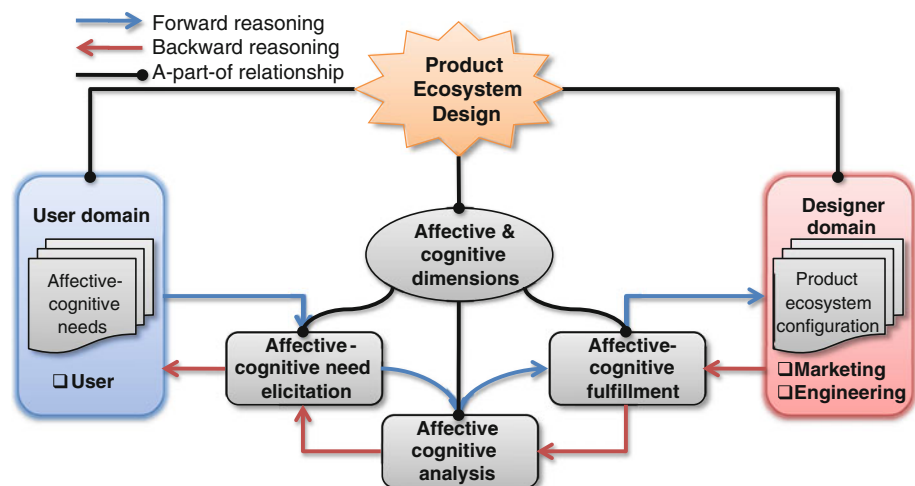 Forward reasoning
Backward reasoning
A-part-of relationship
Product
Ecosystem
Design
User domain
Affective-
cognitive
needs
❑ User
Affective &
cognitive
dimensions
Designer
domain
Product
ecosystem
configuration
❑Marketing
❑Engineering
Affective-
cognitive need
elicitation
Affective-
cognitive
fulfillment
Affective
cognitive
analysis